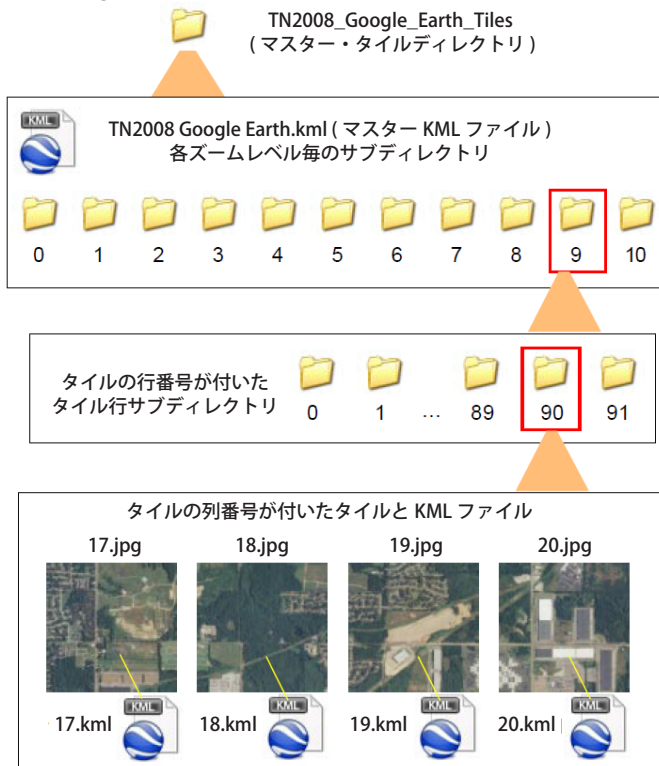 TN2008_Google_Earth_Tiles
( マスター・タイルディレクトリ )
KML
TN2008 Google Earth.kml ( マスター KML ファイル )
各ズームレベル毎のサブディレクトリ
0 1 2 3 4 5 6 7 8 9 10
タイルの行番号が付いた
タイル行サブディレクトリ
0 1 ... 89 90 91
タイルの列番号が付いたタイルと KML ファイル
17.jpg 18.jpg 19.jpg 20.jpg
KML KML KML KML
17.kml 18.kml 19.kml 20.kml